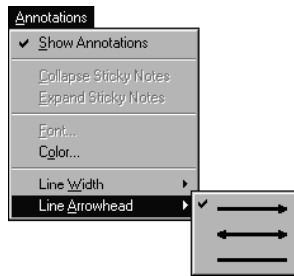 Annotations
Show Annotations
Collapse Sticky Notes
Expand Sticky Notes
Font...
Color...
Line Width
Line Arrowhead